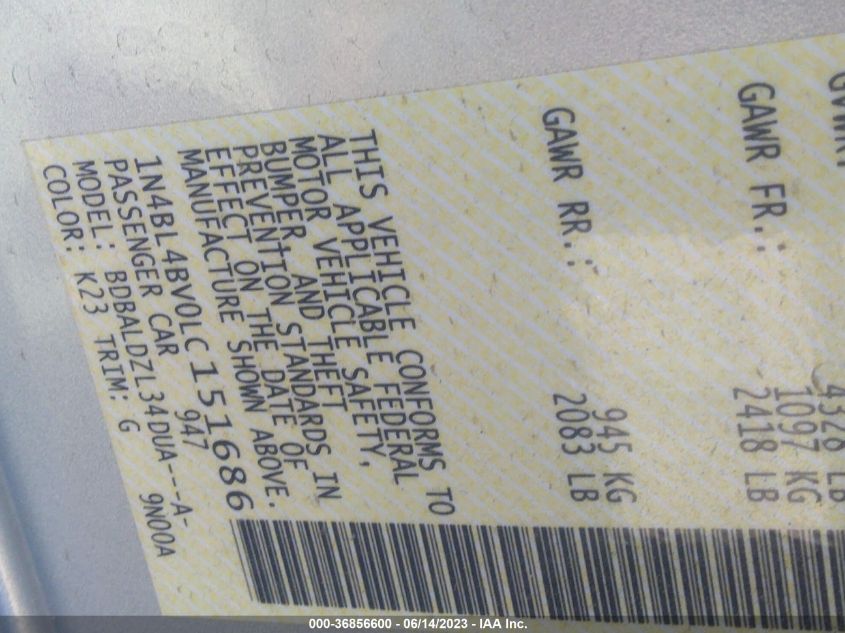 4328 LB
GAWR FR.: 1097 KG
2418 LB
GAWR RR.: 945 KG
2083 LB
THIS VEHICLE CONFORMS TO
ALL APPLICABLE FEDERAL
MOTOR VEHICLE SAFETY,
BUMPER, AND THEFT
PREVENTION STANDARDS IN
EFFECT ON THE DATE OF
MANUFACTURE SHOWN ABOVE.
1N4BL4BV0LC151686
PASSENGER CAR 947
MODEL: BDBALDZL34DUA---A-
COLOR: K23 TRIM: G 9N00A
000-36856600 - 06/14/2023 - IAA Inc.